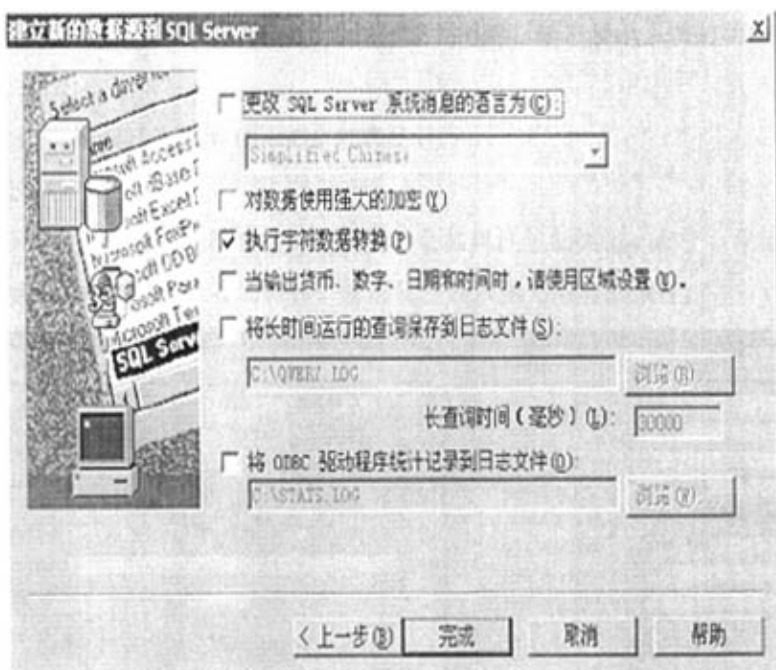 建立新的数据源到 SQL Server
Select a driver
更改 SQL Server 系统消息的语言为(C):
Simplified Chinese
对数据使用强大的加密(Y)
执行字符数据转换(P)
当输出货币、数字、日期和时间时，请使用区域设置(V)。
将长时间运行的查询保存到日志文件(S):
C:\QUERY.LOG
浏览(R)
长查询时间（毫秒）(L):
30000
将 ODBC 驱动程序统计记录到日志文件(O):
C:\STATS.LOG
浏览(W)
SQL Serv
< 上一步(B)
完成
取消
帮助